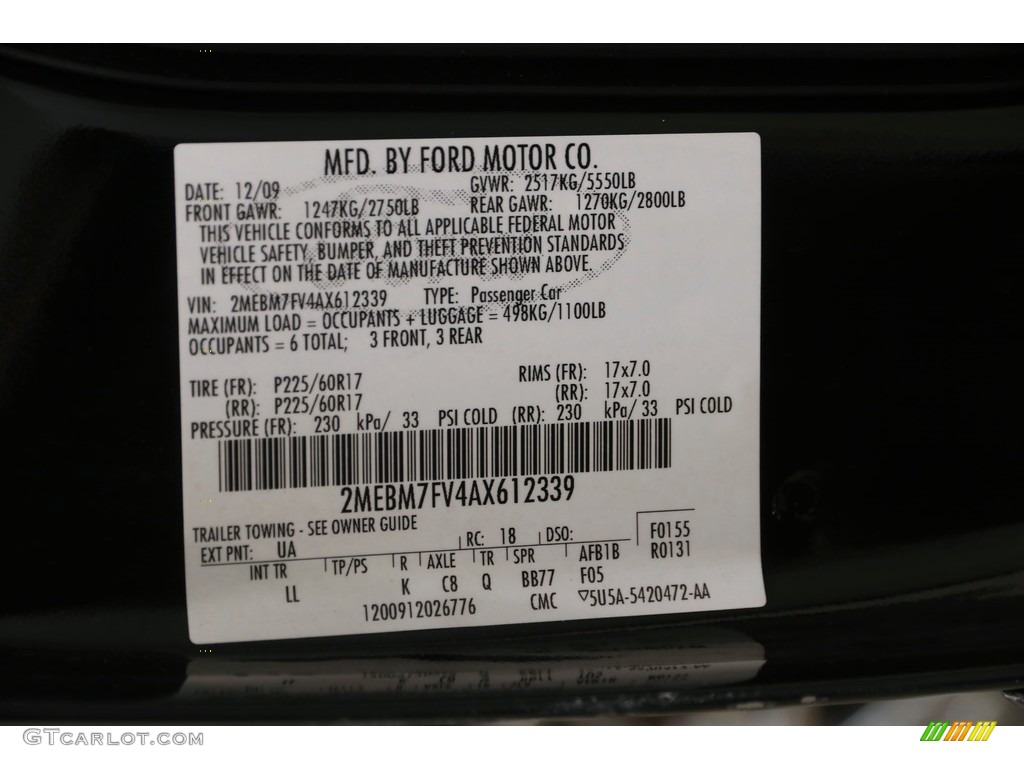 MFD. BY FORD MOTOR CO.
DATE: 12/09 GVWR: 2517KG/5550LB
FRONT GAWR: 1247KG/2750LB REAR GAWR: 1270KG/2800LB
THIS VEHICLE CONFORMS TO ALL APPLICABLE FEDERAL MOTOR
VEHICLE SAFETY, BUMPER, AND THEFT PREVENTION STANDARDS
IN EFFECT ON THE DATE OF MANUFACTURE SHOWN ABOVE
VIN: 2MEBM7FV4AX612339 TYPE: Passenger Car
MAXIMUM LOAD = OCCUPANTS + LUGGAGE = 498KG/1100LB
OCCUPANTS = 6 TOTAL; 3 FRONT, 3 REAR
TIRE (FR): P225/60R17 RIMS (FR): 17x7.0
(RR): P225/60R17 (RR): 17x7.0
PRESSURE (FR): 230 kPa/ 33 PSI COLD (RR): 230 kPa/ 33 PSI COLD
2MEBM7FV4AX612339
TRAILER TOWING - SEE OWNER GUIDE
EXT PNT: UA RC: 18 DSO: F0155
INT TR TP/PS R AXLE TR SPR AFB1B R0131
LL K C8 Q BB77 F05
1200912026776 CMC ▽5U5A-5420472-AA
GTcarlot.com